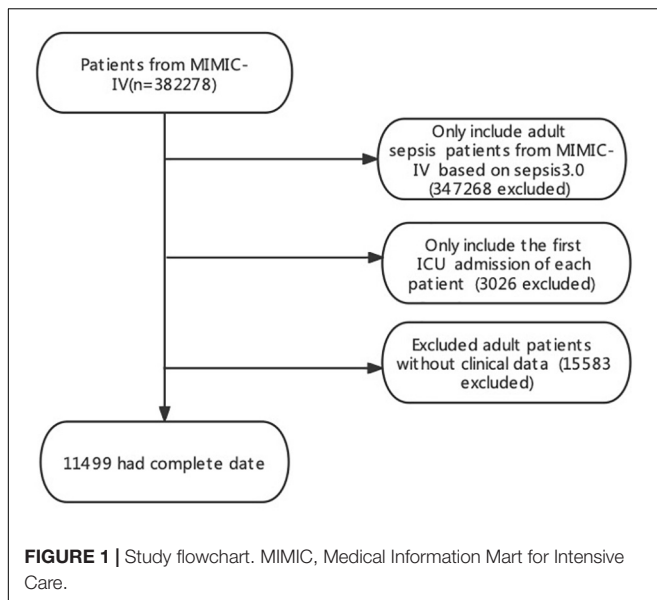 Patients from MIMIC-
IV(n=382278)
Only include adult
sepsis patients from MIMIC-
IV based on sepsis3.0
(347268 excluded)
Only include the first
ICU admission of each
patient (3026 excluded)
Excluded adult patients
without clinical data (15583
excluded)
11499 had complete date
FIGURE 1 | Study flowchart. MIMIC, Medical Information Mart for Intensive
Care.